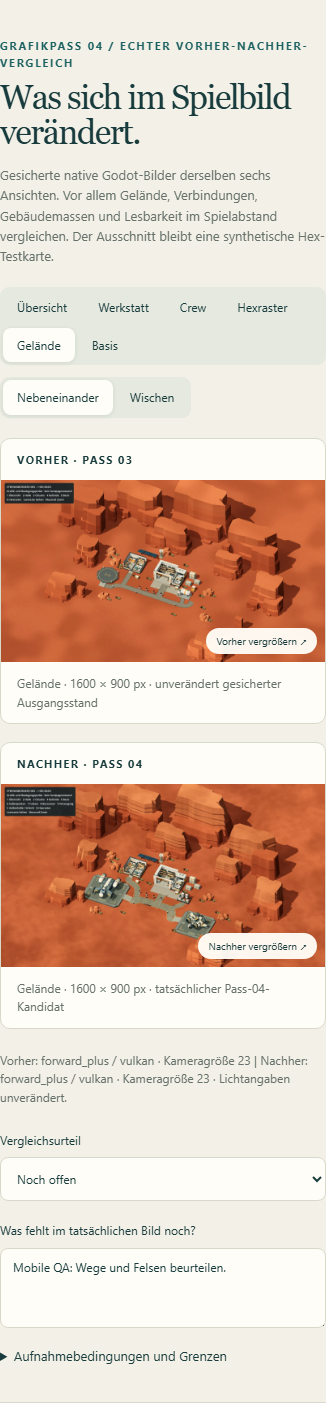 GRAFIKPASS 04 / ECHTER VORHER-NACHHER-
VERGLEICH
Was sich im Spielbild
verändert.
Gesicherte native Godot-Bilder derselben sechs
Ansichten. Vor allem Gelände, Verbindungen,
Gebäudemassen und Lesbarkeit im Spielabstand
vergleichen. Der Ausschnitt bleibt eine synthetische Hex-
Testkarte.
Übersicht Werkstatt Crew Hexraster
Gelände Basis
Nebeneinander Wischen
VORHER · PASS 03
Vorher vergrößern ↗
Gelände · 1600 × 900 px · unverändert gesicherter
Ausgangsstand
NACHHER · PASS 04
Nachher vergrößern ↗
Gelände · 1600 × 900 px · tatsächlicher Pass-04-
Kandidat
Vorher: forward_plus / vulkan · Kameragröße 23 | Nachher:
forward_plus / vulkan · Kameragröße 23 · Lichtangaben
unverändert.
Vergleichsurteil
Noch offen
Was fehlt im tatsächlichen Bild noch?
Mobile QA: Wege und Felsen beurteilen.
Aufnahmebedingungen und Grenzen